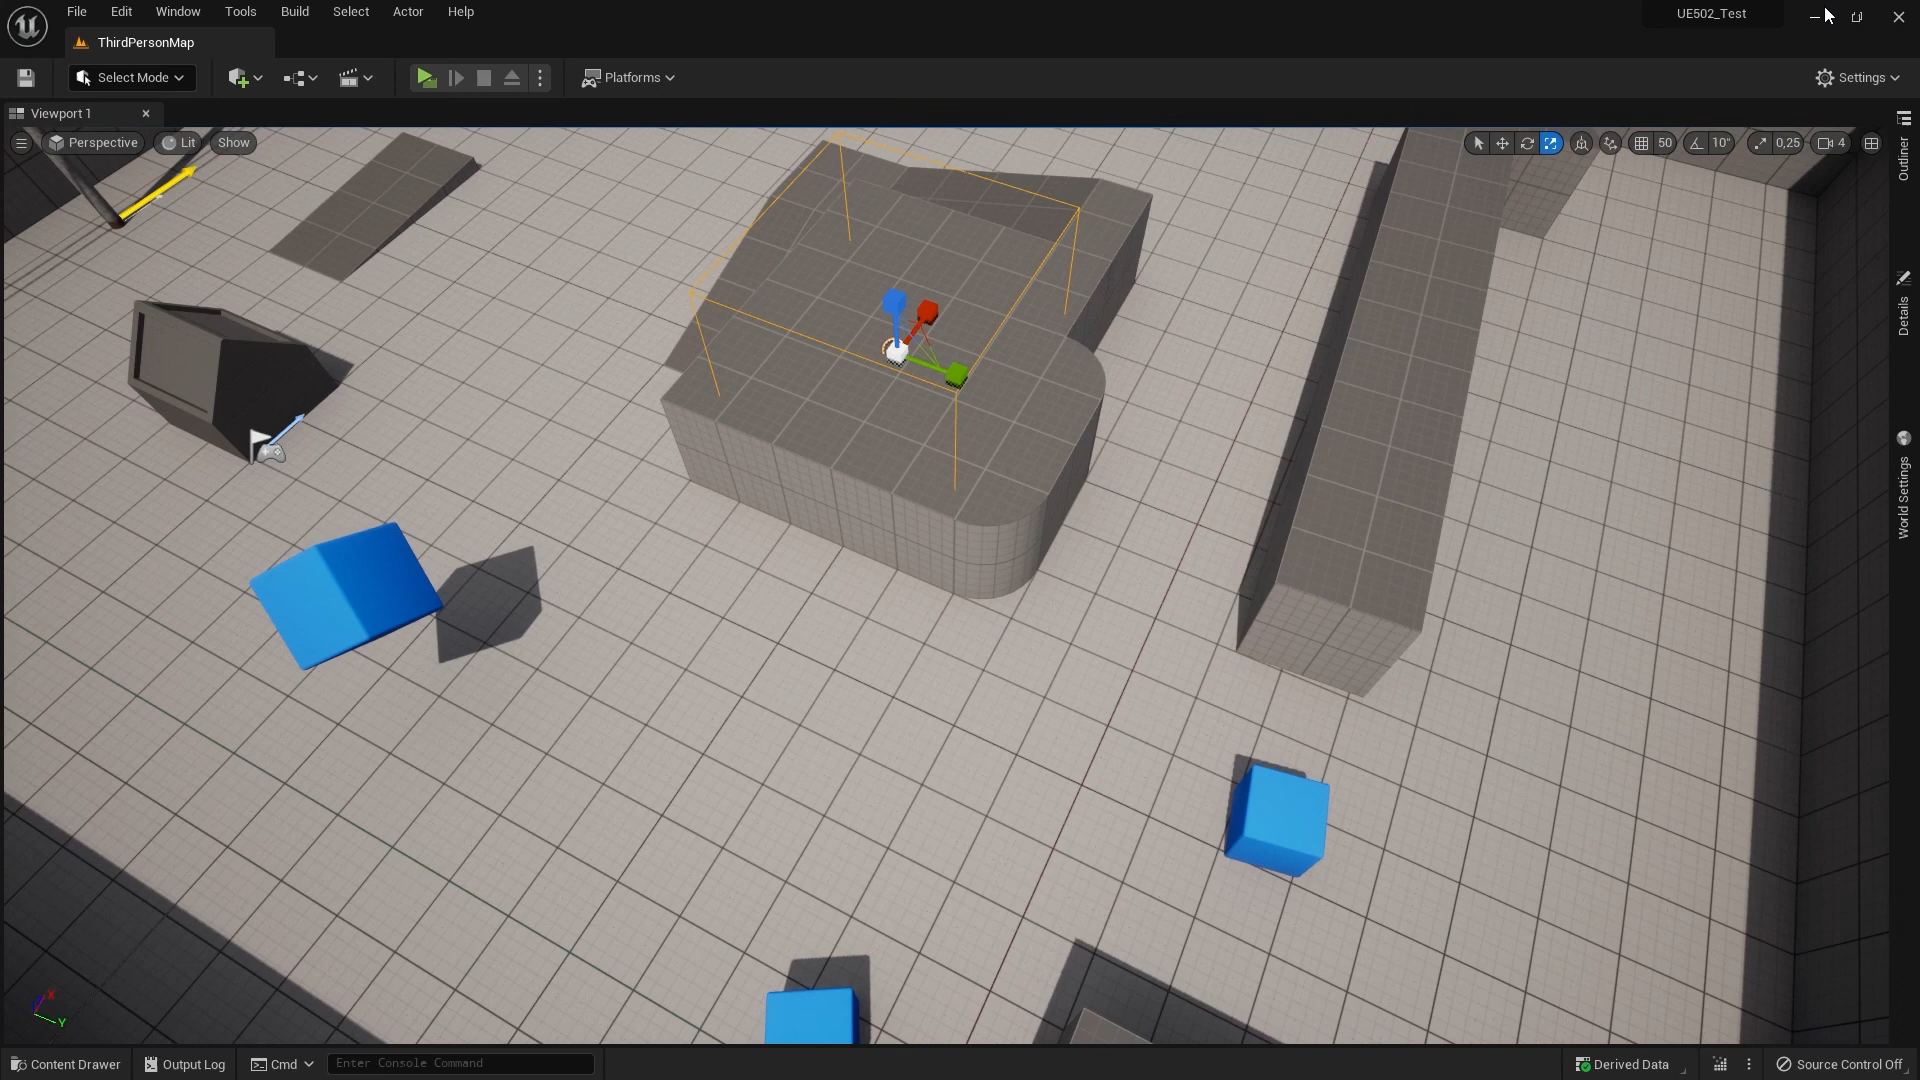 File Edit Window Tools Build Select Actor Help
UE502_Test
ThirdPersonMap
Select Mode
Platforms
Settings
Viewport 1
Perspective
Lit
Show
50
10°
0,25
4
Outliner
Details
World Settings
X
Y
Content Drawer
Output Log
Cmd
Enter Console Command
Derived Data
Source Control Off